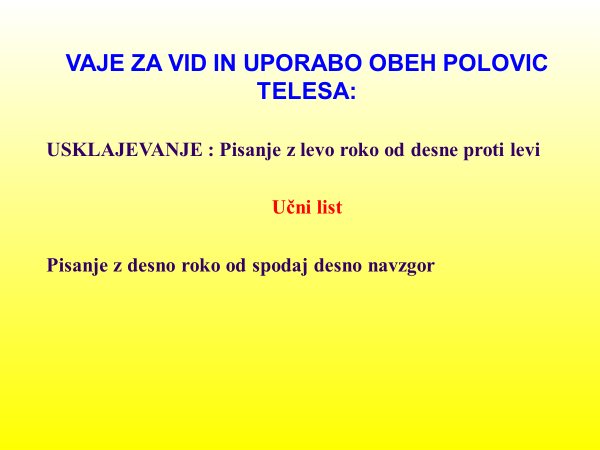 VAJE ZA VID IN UPORABO OBEH POLOVIC
TELESA:
USKLAJEVANJE : Pisanje z levo roko od desne proti levi
Učni list
Pisanje z desno roko od spodaj desno navzgor